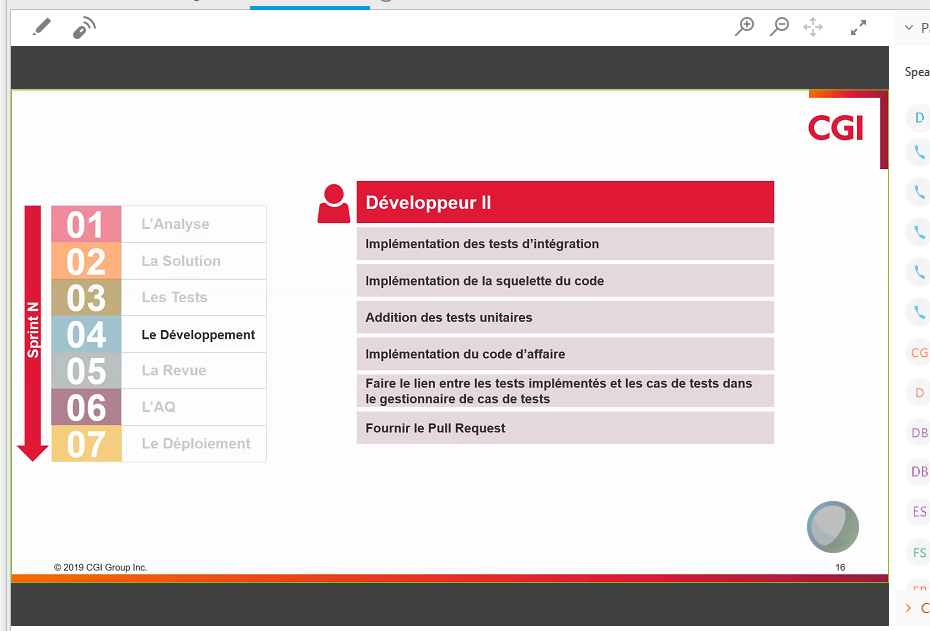 Spea
CGI
D
Développeur II
Implémentation des tests d'intégration
Implémentation de la squelette du code
Addition des tests unitaires
Implémentation du code d'affaire
Faire le lien entre les tests implémentés et les cas de tests dans
le gestionnaire de cas de tests
Fournir le Pull Request
Sprint N
01 L'Analyse
02 La Solution
03 Les Tests
04 Le Développement
05 La Revue
06 L'AQ
07 Le Déploiement
© 2019 CGI Group Inc.
16
CG
D
DB
DB
ES
FS
C